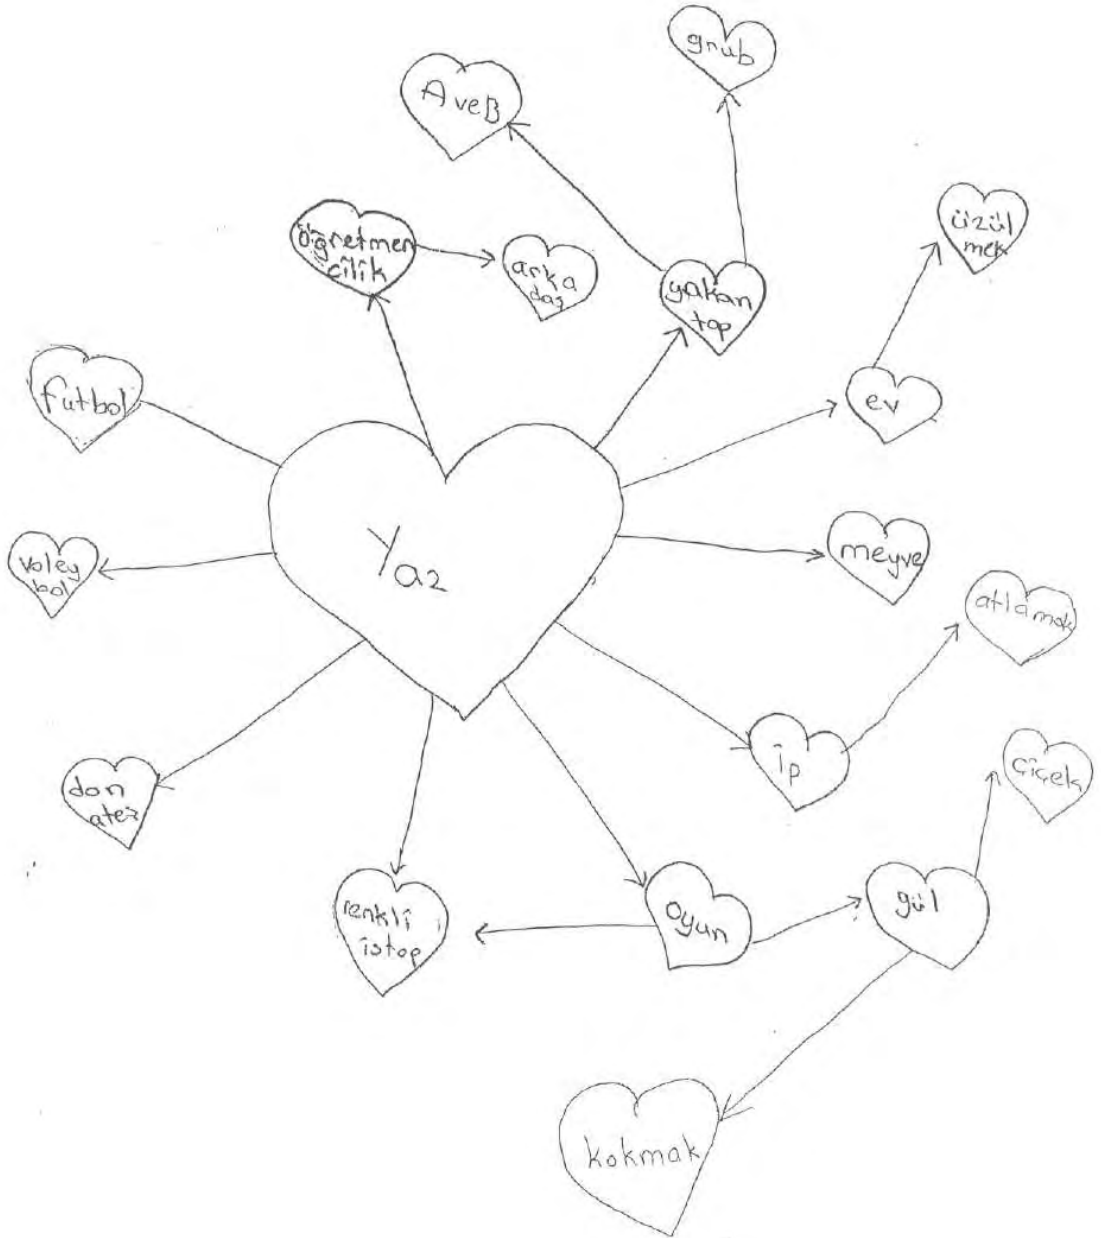 grub
A veB
üzül
mek
öğretmen
cilik
arka
daş
yakan
top
futbol
ev
Yaz
meyve
voley
bol
atlamak
ip
çiçek
don
ateş
renkli
istop
oyun
gül
kokmak